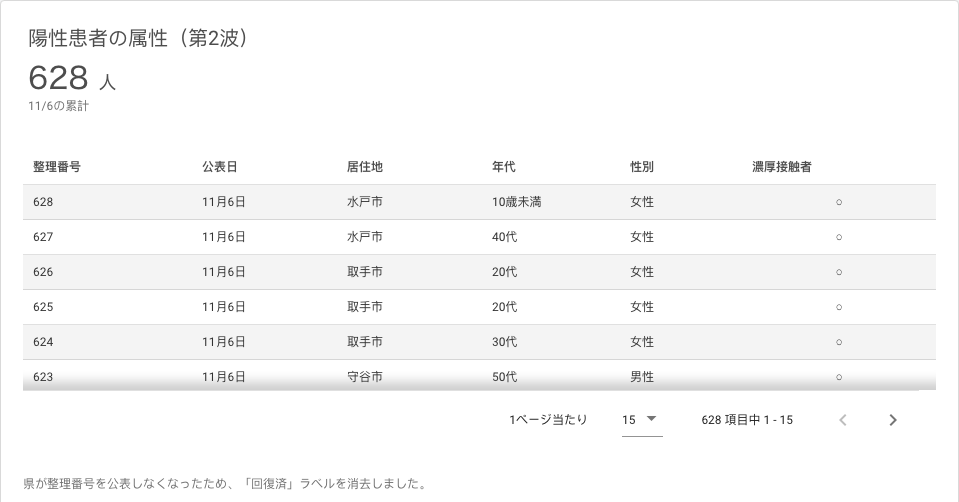 陽性患者の属性（第2波）
628 人
11/6の累計
整理番号 公表日 居住地 年代 性別 濃厚接触者
628 11月6日 水戸市 10歳未満 女性 ○
627 11月6日 水戸市 40代 女性 ○
626 11月6日 取手市 20代 女性 ○
625 11月6日 取手市 20代 女性 ○
624 11月6日 取手市 30代 女性 ○
623 11月6日 守谷市 50代 男性 ○
1ページ当たり 15 628 項目中 1 - 15
県が整理番号を公表しなくなったため、「回復済」ラベルを消去しました。